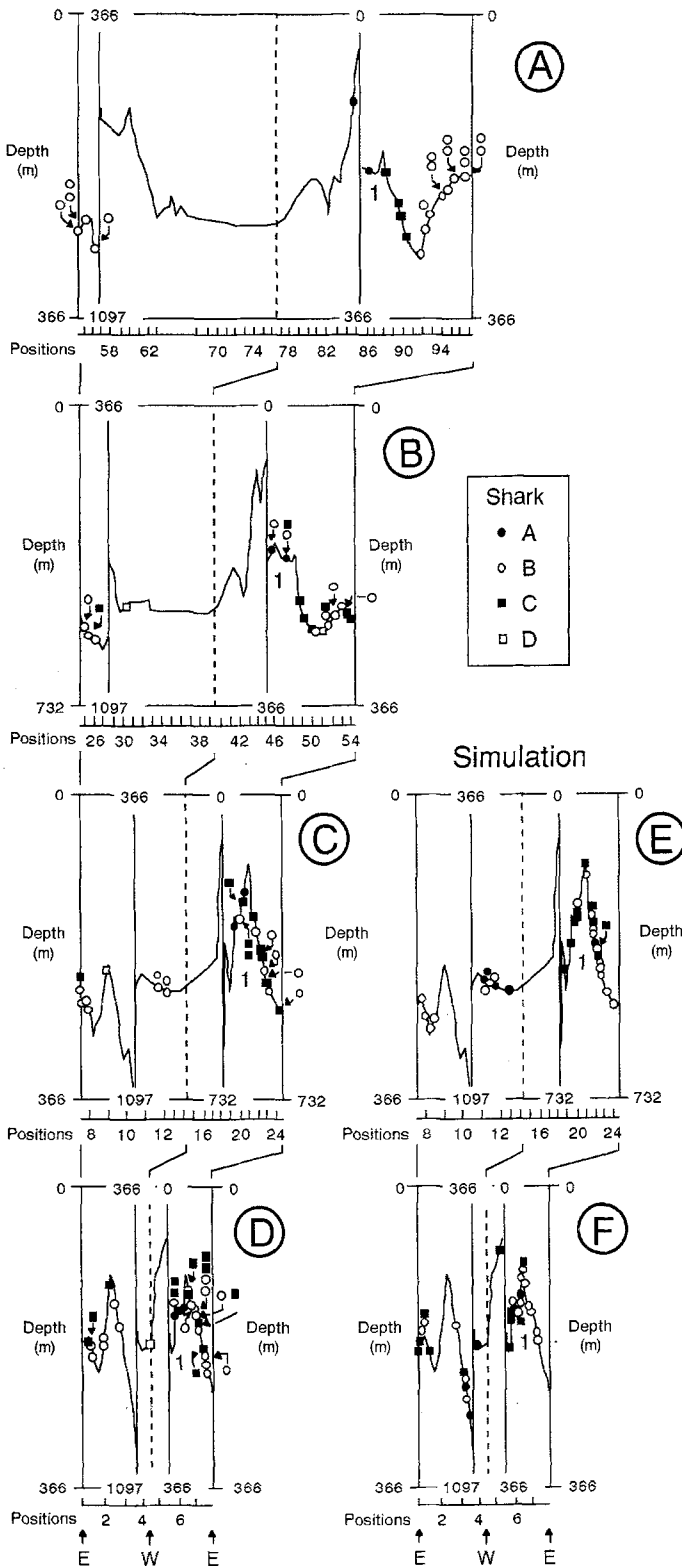 0 366 0 0
A
Depth (m) Depth (m)
1
366 1097 366 366
Positions 58 62 70 74 78 82 86 90 94
0 366 0 0
B
Depth (m) Depth (m)
1
732 1097 366 366
Positions 26 30 34 38 42 46 50 54
Shark
A
B
C
D
Simulation
0 366 0 0
C
Depth (m) Depth (m)
1
366 1097 732 732
Positions 8 10 12 16 18 20 22 24
0 366 0 0
E
Depth (m) Depth (m)
1
366 1097 732 732
Positions 8 10 12 14 16 18 20 22 24
0 366 0 0
D
Depth (m) Depth (m)
1
366 1097 366 366
Positions 2 4 6
E W E
0 366 0 0
F
Depth (m) Depth (m)
1
366 1097 366 366
Positions 2 4 6
E W E